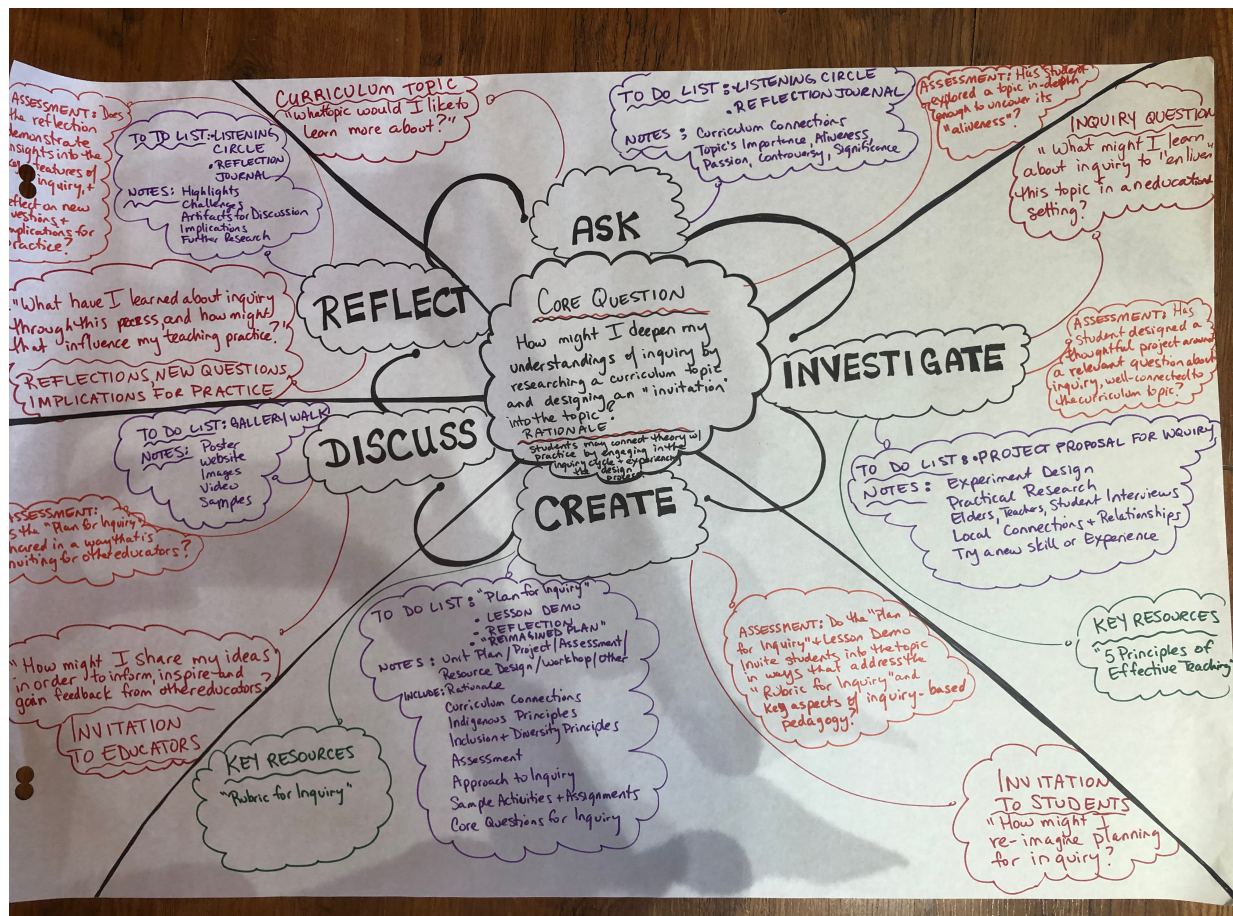 CURRICULUM TOPIC
"What topic would I like to
learn more about?"
TO DO LIST: • LISTENING CIRCLE
• REFLECTION JOURNAL
NOTES: Curriculum Connections
Topic's Importance, Aliveness
Passion, Controversy, Significance
ASSESSMENT: Has Student
explored a topic in-depth
enough to uncover its
"aliveness"?
ASK
CORE QUESTION
How might I deepen my
understandings of inquiry by
researching a curriculum topic
and designing an "invitation"
into the topic?
RATIONALE
Students may connect theory w/
practice by engaging in the
inquiry cycle + experiencing
the design
process
INQUIRY QUESTION
"What might I learn
about inquiry to "enliven"
this topic in an education
setting?
INVESTIGATE
ASSESSMENT: Has
student designed a
thoughtful project around
a relevant question about
inquiry, well-connected to
the curriculum topic?
TO DO LIST: • PROJECT PROPOSAL FOR INQUIRY
NOTES: Experiment Design
Practical Research
Elders, Teachers, Student Interviews
Local Connections + Relationships
Try a new skill or Experience
KEY RESOURCES
"5 Principles of
Effective Teaching"
CREATE
TO DO LIST: • "Plan for Inquiry"
• LESSON DEMO
• REFLECTION
• "REIMAGINED PLAN"
NOTES: Unit Plan / Project / Assessment /
Resource Design / Workhop / Other
INCLUDE: Rationale
Curriculum Connections
Indigenous Principles
Inclusion + Diversity Principles
Assessment
Approach to Inquiry
Sample Activities + Assignments
Core Questions for Inquiry
ASSESSMENT: Do the "Plan
for Inquiry" + Lesson Demo
Invite students into the topic
in ways that address the
"Rubric for Inquiry" and
key aspects of inquiry-based
pedagogy?
INVITATION
TO STUDENTS
"How might I
re-imagine planning
for inquiry?
KEY RESOURCES
"Rubric for Inquiry"
DISCUSS
TO DO LIST: GALLERY WALK
NOTES: Poster
Website
Images
Video
Samples
ASSESSMENT:
Is the "Plan for Inquiry"
shared in a way that is
inviting for other educators?
"How might I share my ideas
in order to inform, inspire and
gain feedback from other educators?
INVITATION
TO EDUCATORS
REFLECT
TO DO LIST: • LISTENING
CIRCLE
• REFLECTION
JOURNAL
NOTES: Highlights
Challenges
Artifacts for Discussion
Implications
Further Research
ASSESSMENT: Does
the reflection
demonstrate
insights into the
features of
inquiry, +
reflect on new
questions +
implications for
practice?
"What have I learned about inquiry
through this process, and how might
that influence my teaching practice?"
REFLECTIONS, NEW QUESTIONS
IMPLICATIONS FOR PRACTICE